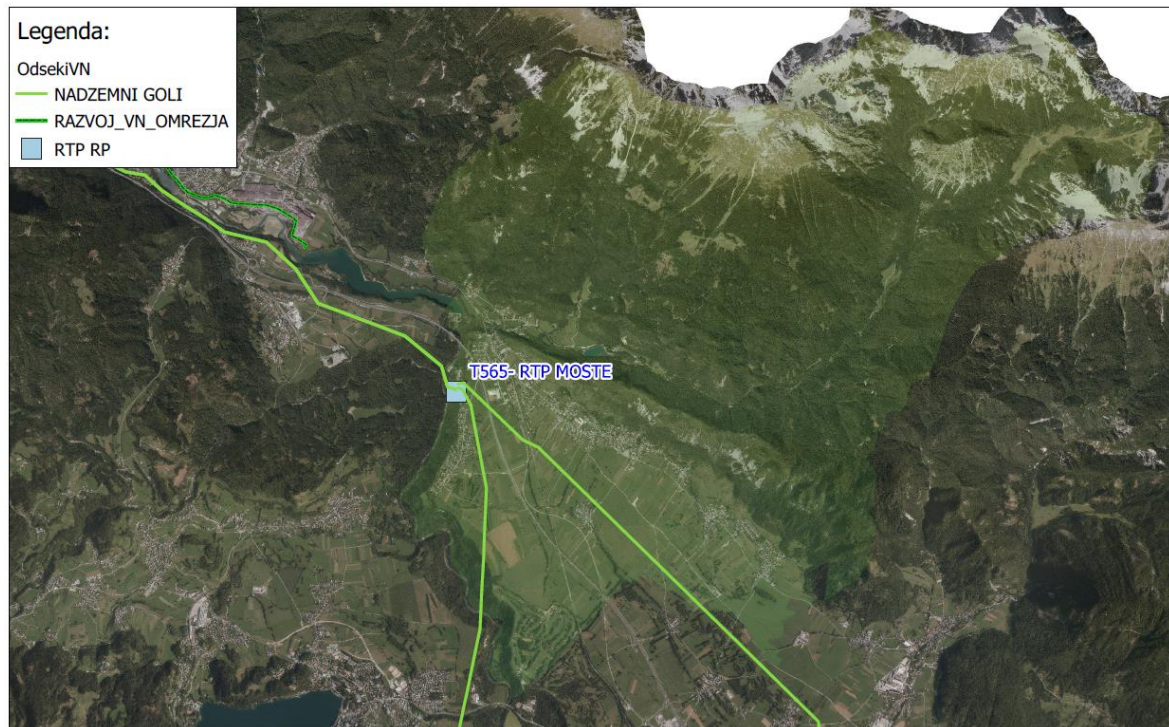 Legenda:
OdsekiVN
NADZEMNI GOLI
RAZVOJ_VN_OMREZJA
RTP RP
T565- RTP MOSTE